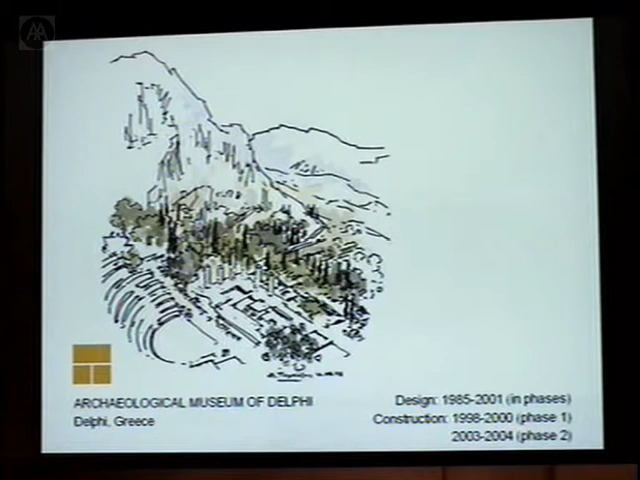 AA
ARCHAEOLOGICAL MUSEUM OF DELPHI
Delphi, Greece
Design: 1985-2001 (in phases)
Construction: 1998-2000 (phase 1)
2003-2004 (phase 2)